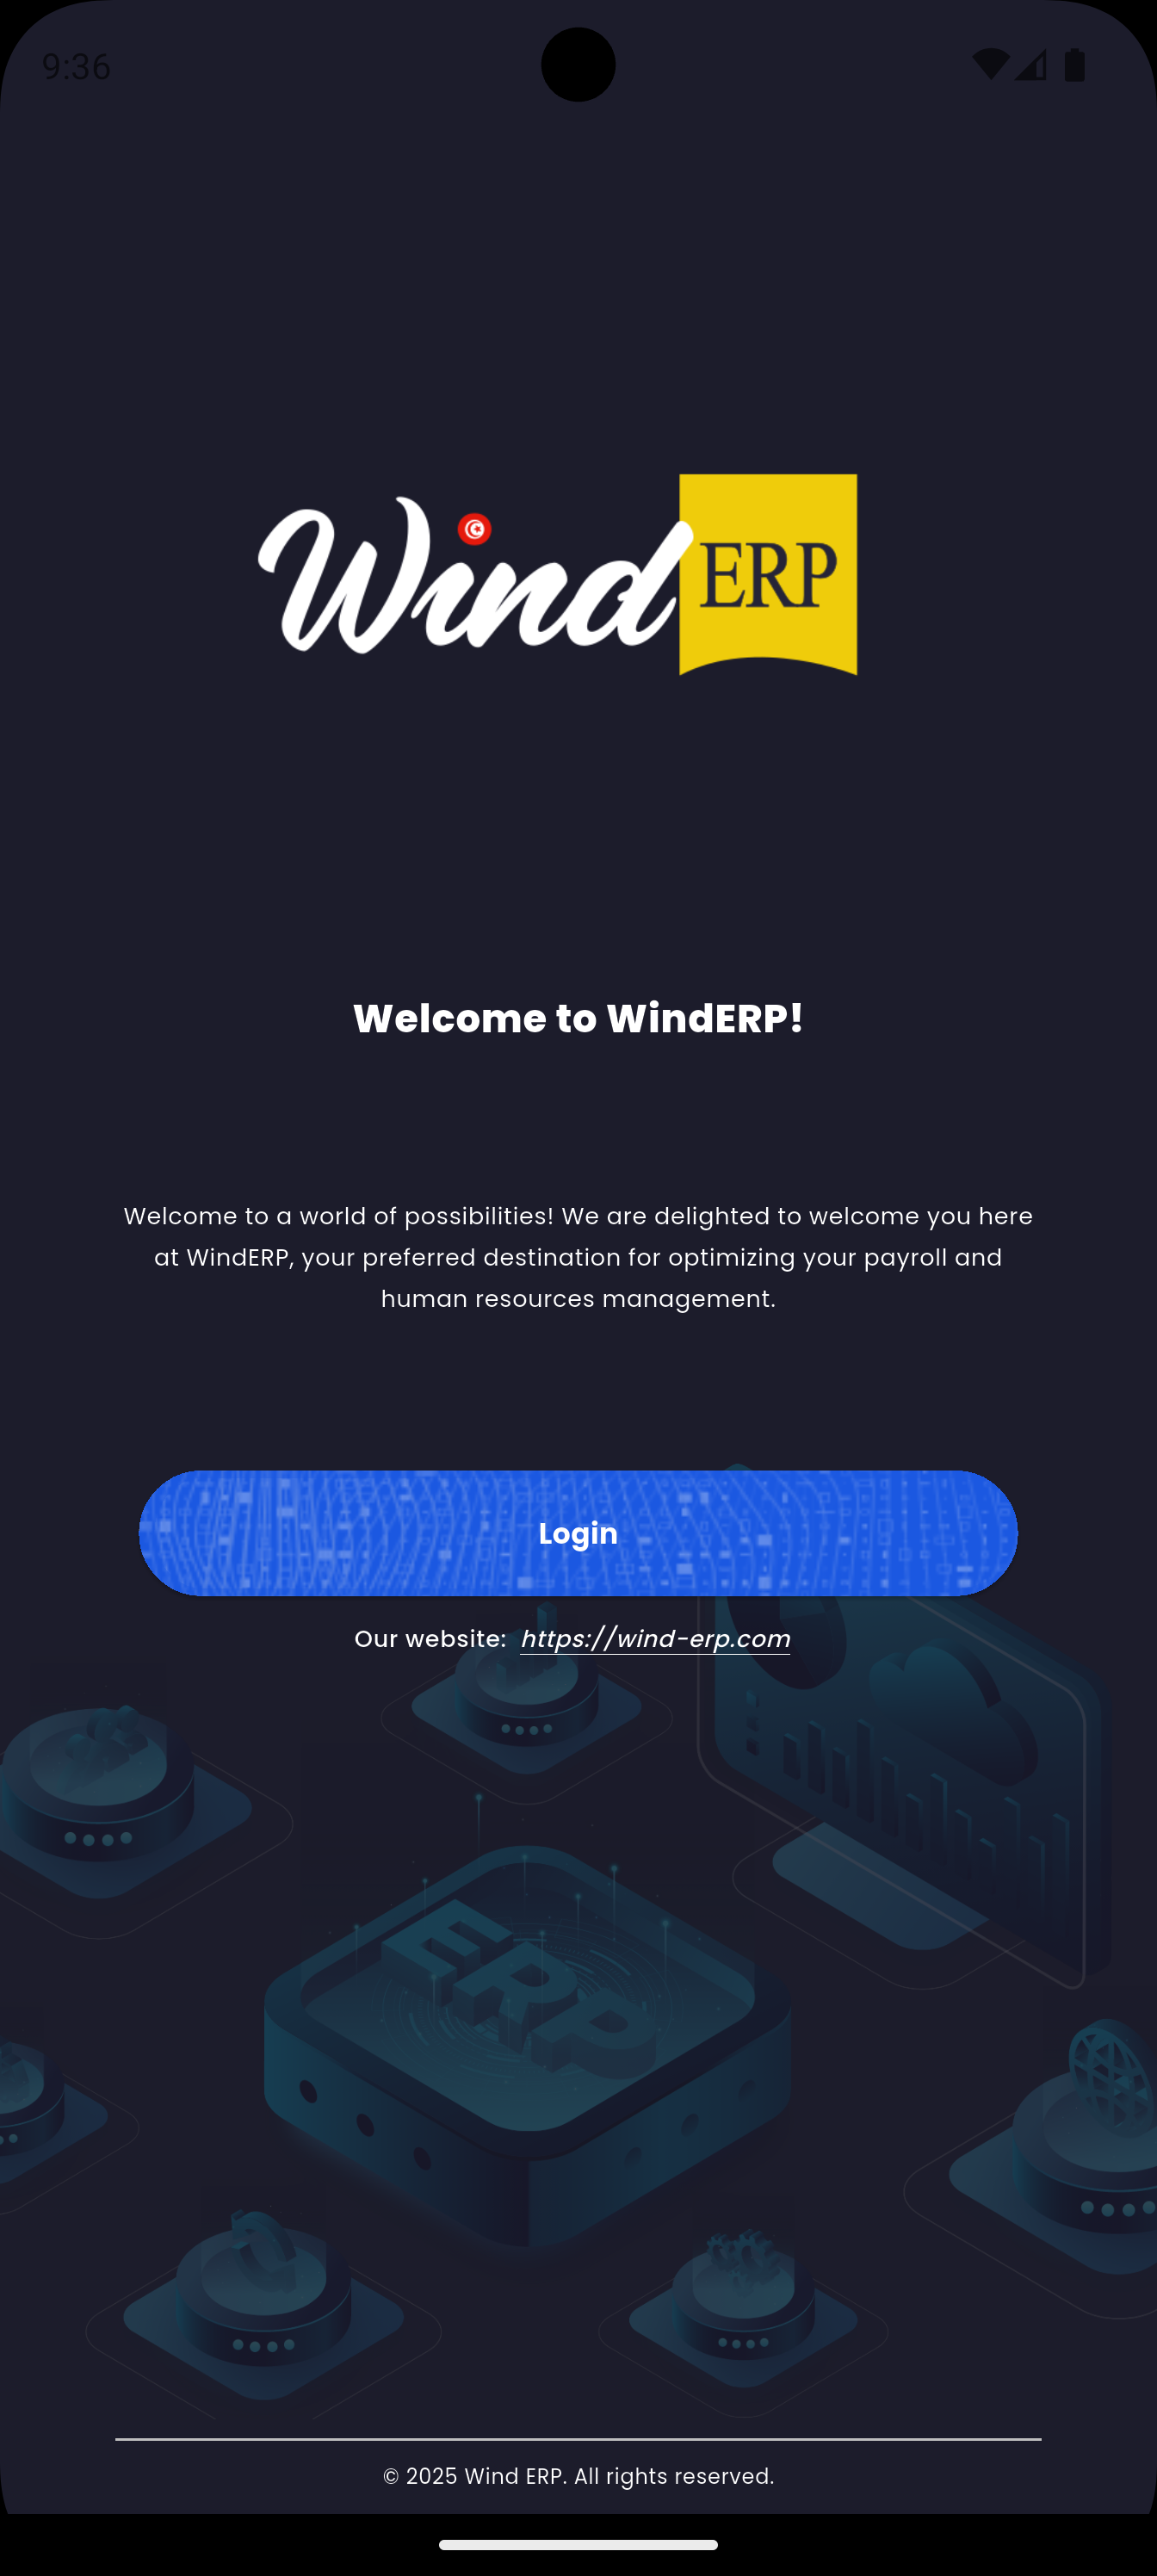 9:36
Wind ERP
Welcome to WindERP!
Welcome to a world of possibilities! We are delighted to welcome you here
at WindERP, your preferred destination for optimizing your payroll and
human resources management.
Login
Our website: https://wind-erp.com
ERP
© 2025 Wind ERP. All rights reserved.